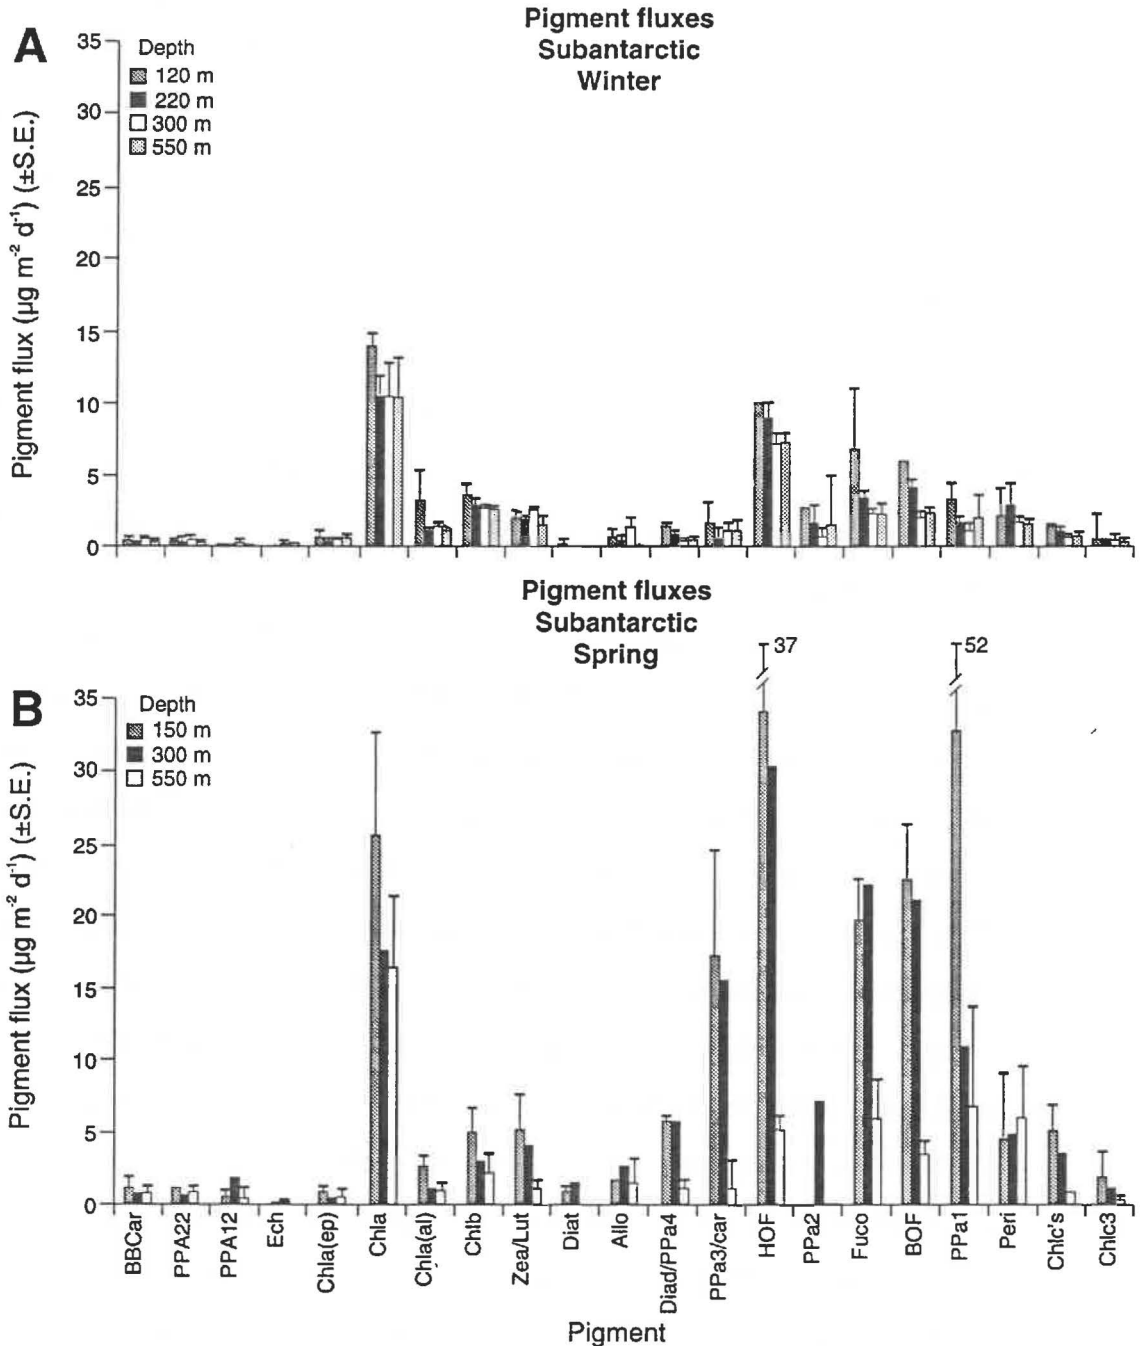 Pigment fluxes
Subantarctic
Winter
A
35
30
25
20
15
10
5
0
Depth
120 m
220 m
300 m
550 m
Pigment flux (µg m-2 d-1) (±S.E.)
Pigment fluxes
Subantarctic
Spring
B
35
30
25
20
15
10
5
0
Depth
150 m
300 m
550 m
37
52
Pigment flux (µg m-2 d-1) (±S.E.)
BBCar
PPA22
PPA12
Ech
Chla(ep)
Chla
Chla(al)
Chlb
Zea/Lut
Diat
Allo
Diad/PPa4
PPa3/car
HOF
PPa2
Fuco
BOF
PPa1
Peri
Chlc's
Chlc3
Pigment